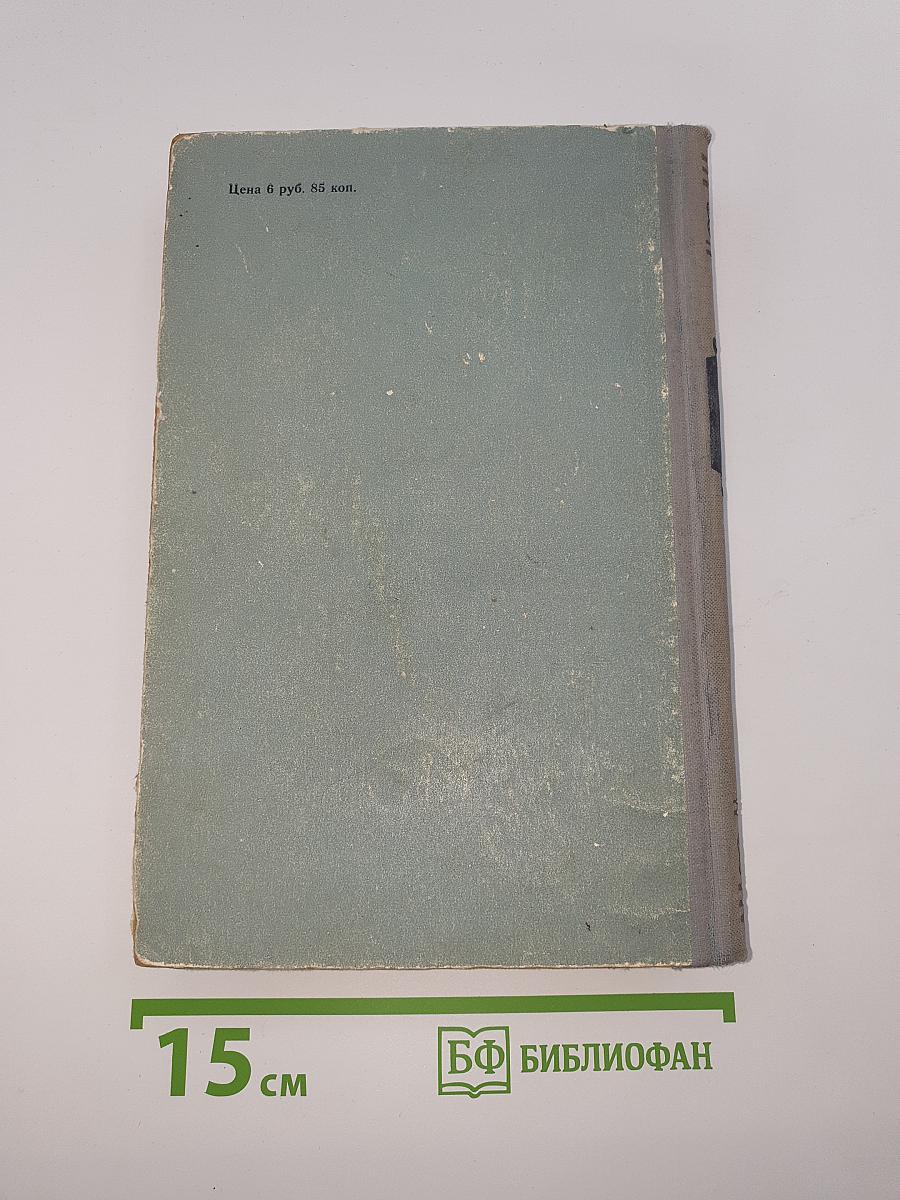 Цена 6 руб. 85 коп.
15 см
БФ БИБЛИОФАН